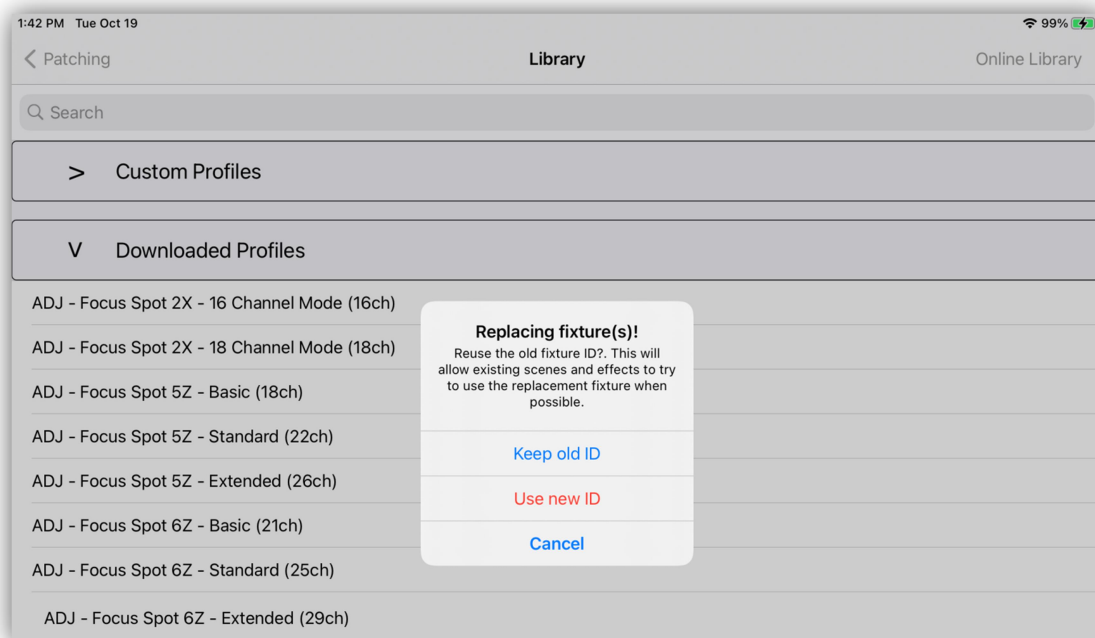 1:42 PM Tue Oct 19
99%
Patching
Library
Online Library
Search
> Custom Profiles
V Downloaded Profiles
ADJ - Focus Spot 2X - 16 Channel Mode (16ch)
ADJ - Focus Spot 2X - 18 Channel Mode (18ch)
ADJ - Focus Spot 5Z - Basic (18ch)
ADJ - Focus Spot 5Z - Standard (22ch)
ADJ - Focus Spot 5Z - Extended (26ch)
ADJ - Focus Spot 6Z - Basic (21ch)
ADJ - Focus Spot 6Z - Standard (25ch)
ADJ - Focus Spot 6Z - Extended (29ch)
Replacing fixture(s)!
Reuse the old fixture ID?. This will
allow existing scenes and effects to try
to use the replacement fixture when
possible.
Keep old ID
Use new ID
Cancel